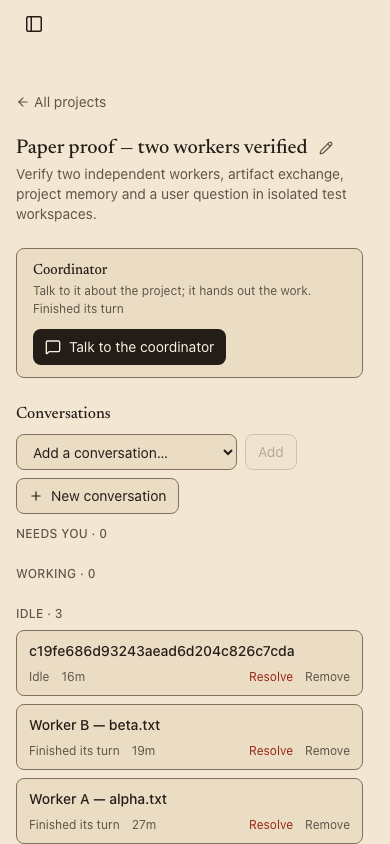 All projects
Paper proof – two workers verified
Verify two independent workers, artifact exchange,
project memory and a user question in isolated test
workspaces.
Coordinator
Talk to it about the project; it hands out the work.
Finished its turn
Talk to the coordinator
Conversations
Add a conversation... Add
New conversation
NEEDS YOU · 0
WORKING · 0
IDLE · 3
c19fe686d93243aead6d204c826c7cda
Idle 16m Resolve Remove
Worker B — beta.txt
Finished its turn 19m Resolve Remove
Worker A — alpha.txt
Finished its turn 27m Resolve Remove